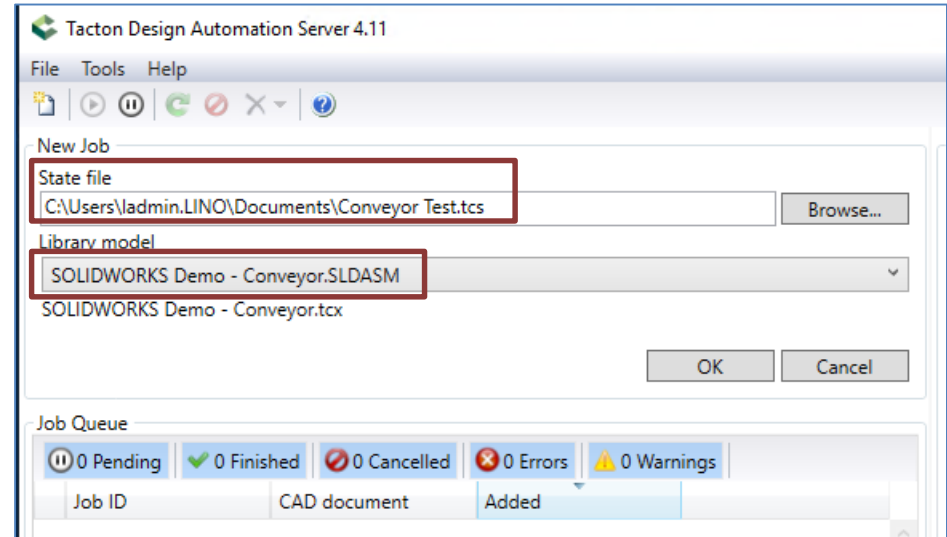 Tacton Design Automation Server 4.11
File Tools Help
New Job
State file
C:\Users\ladmin.LINO\Documents\Conveyor Test.tcs
Browse...
Library model
SOLIDWORKS Demo - Conveyor.SLDASM
SOLIDWORKS Demo - Conveyor.tcx
OK Cancel
Job Queue
0 Pending 0 Finished 0 Cancelled 0 Errors 0 Warnings
Job ID CAD document Added